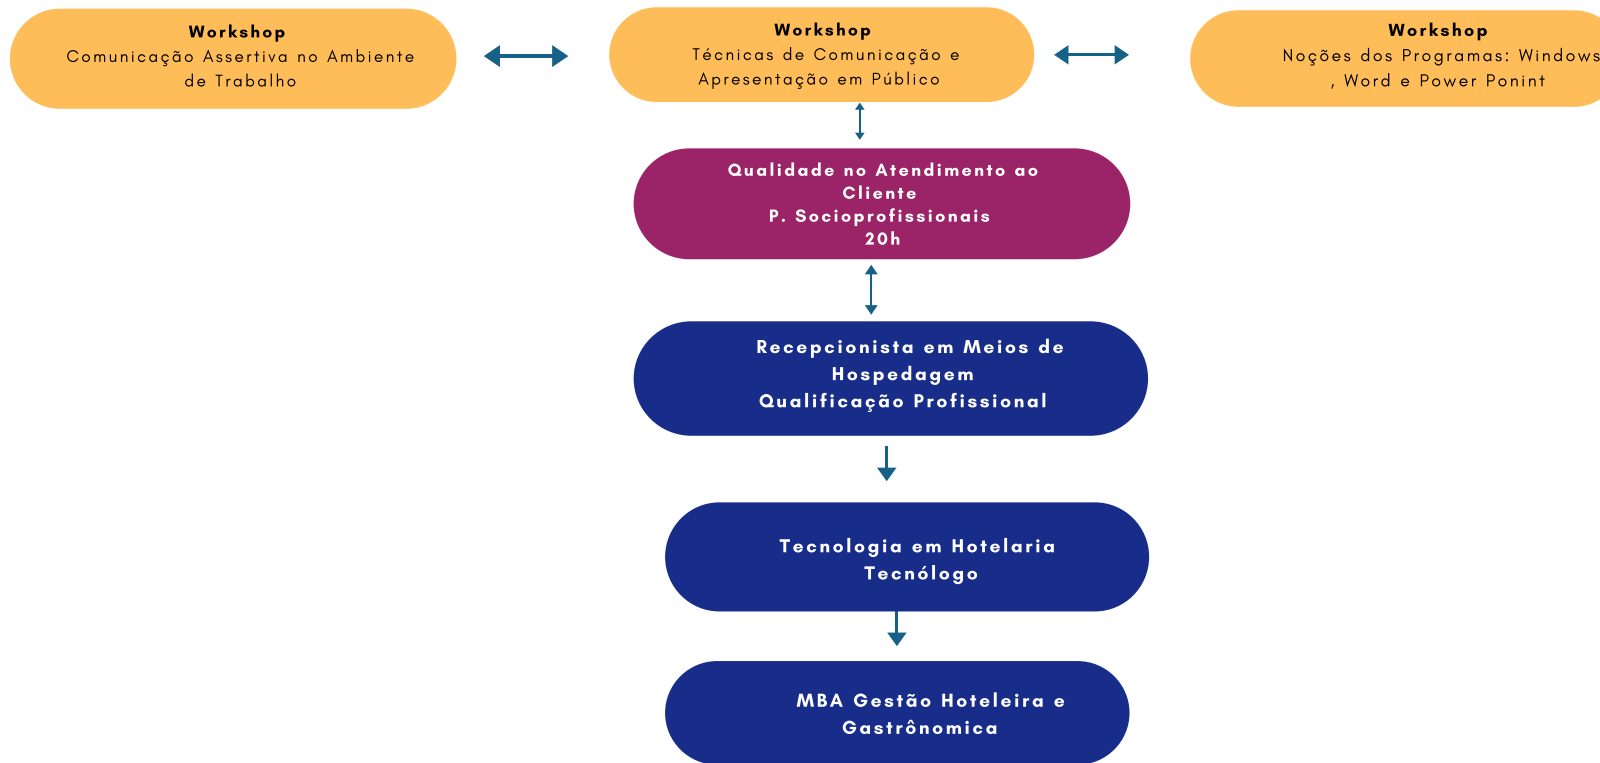 Workshop
Comunicação Assertiva no Ambiente
de Trabalho
Workshop
Técnicas de Comunicação e
Apresentação em Público
Workshop
Noções dos Programas: Windows
, Word e Power Ponint
Qualidade no Atendimento ao
Cliente
P. Socioprofissionais
20h
Recepcionista em Meios de
Hospedagem
Qualificação Profissional
Tecnologia em Hotelaria
Tecnólogo
MBA Gestão Hoteleira e
Gastrônomica